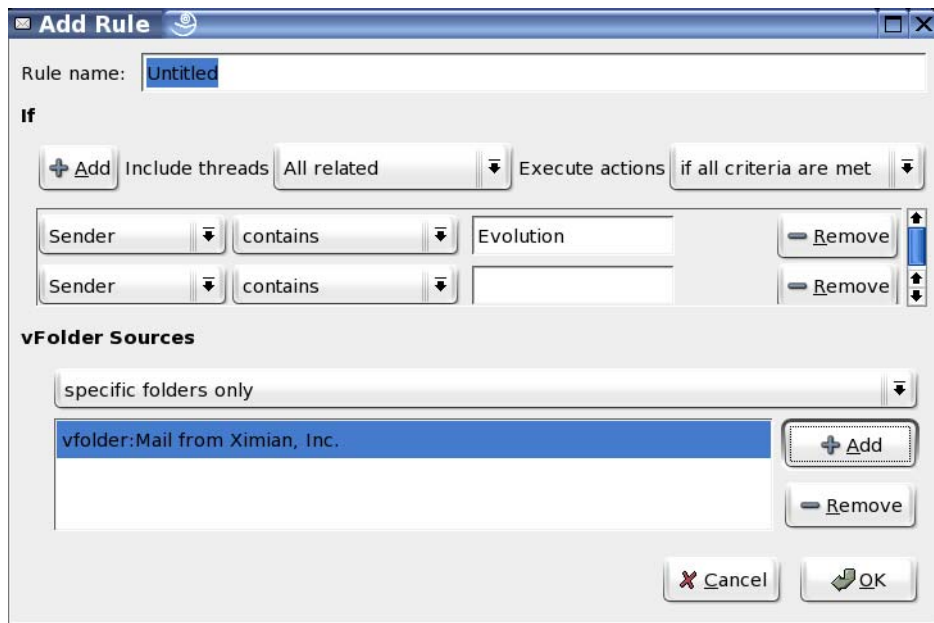 Add Rule
Rule name: Untitled
If
Add Include threads All related Execute actions if all criteria are met
Sender contains Evolution Remove
Sender contains Remove
vFolder Sources
specific folders only
vfolder:Mail from Ximian, Inc.
Add
Remove
Cancel OK